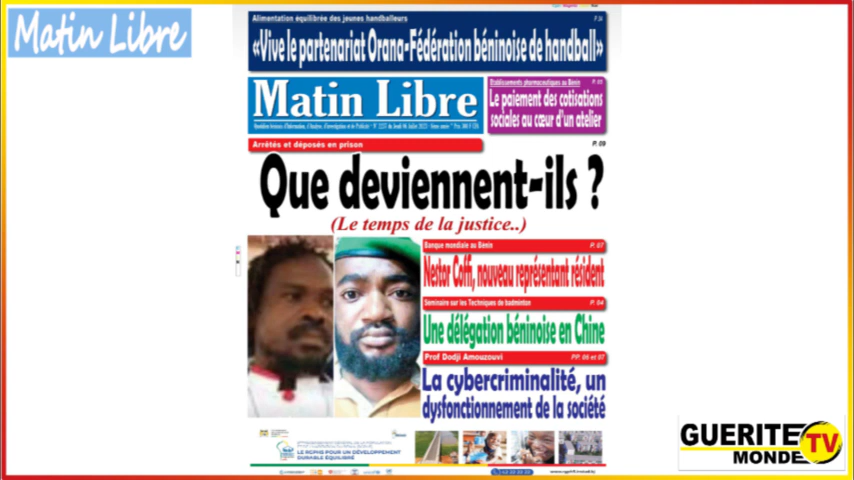 Matin Libre
Alimentation équilibrée des jeunes handballeurs
P.24
«Vive le partenariat Orana-Fédération béninoise de handball»
Matin Libre
Etablissements pharmaceutiques au Bénin
Le paiement des cotisations
sociales au cœur d'un atelier
Arrêtés et déposés en prison
P. 09
Que deviennent-ils ?
(Le temps de la justice..)
Banque mondiale au Bénin
P. 07
Nestor Coffi, nouveau représentant résident
Séminaire sur les Techniques de badminton
P. 04
Une délégation béninoise en Chine
Prof Dodji Amouzouvi
PP. 06 et 07
La cybercriminalité, un
dysfonctionnement de la société
LE RGPH5 POUR UN DÉVELOPPEMENT
DURABLE ÉQUILIBRÉ
GUERITE TV
MONDE